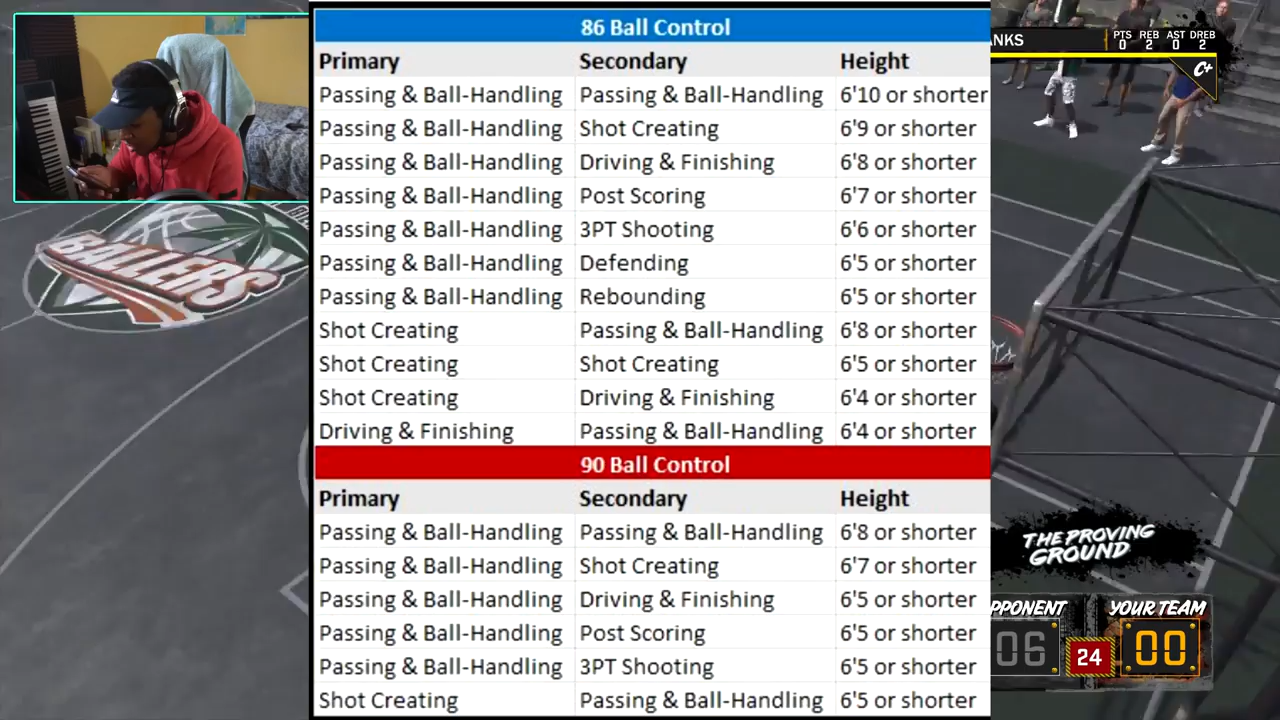 86 Ball Control
Primary Secondary Height
Passing & Ball-Handling Passing & Ball-Handling 6'10 or shorter
Passing & Ball-Handling Shot Creating 6'9 or shorter
Passing & Ball-Handling Driving & Finishing 6'8 or shorter
Passing & Ball-Handling Post Scoring 6'7 or shorter
Passing & Ball-Handling 3PT Shooting 6'6 or shorter
Passing & Ball-Handling Defending 6'5 or shorter
Passing & Ball-Handling Rebounding 6'5 or shorter
Shot Creating Passing & Ball-Handling 6'8 or shorter
Shot Creating Shot Creating 6'5 or shorter
Shot Creating Driving & Finishing 6'4 or shorter
Driving & Finishing Passing & Ball-Handling 6'4 or shorter
90 Ball Control
Primary Secondary Height
Passing & Ball-Handling Passing & Ball-Handling 6'8 or shorter
Passing & Ball-Handling Shot Creating 6'7 or shorter
Passing & Ball-Handling Driving & Finishing 6'5 or shorter
Passing & Ball-Handling Post Scoring 6'5 or shorter
Passing & Ball-Handling 3PT Shooting 6'5 or shorter
Shot Creating Passing & Ball-Handling 6'5 or shorter
BALLERS
ANKS PTS REB AST DREB
0 2 0 2
C+
THE PROVING
GROUND
PPONENT YOUR TEAM
06 24 00